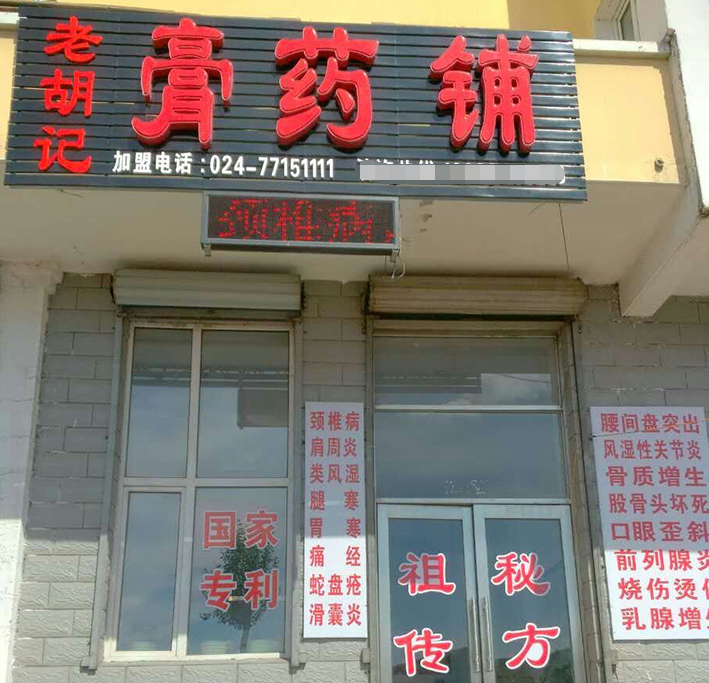 老胡记
膏药铺
加盟电话:024-77151111
颈椎病
颈椎病
肩周炎
类风湿
腿寒
胃寒
痛经
蛇盘疮
滑囊炎
国家
专利
祖传
秘方
腰间盘突出
风湿性关节炎
骨质增生
股骨头坏死
口眼歪斜
前列腺炎
烧伤烫伤
乳腺增生